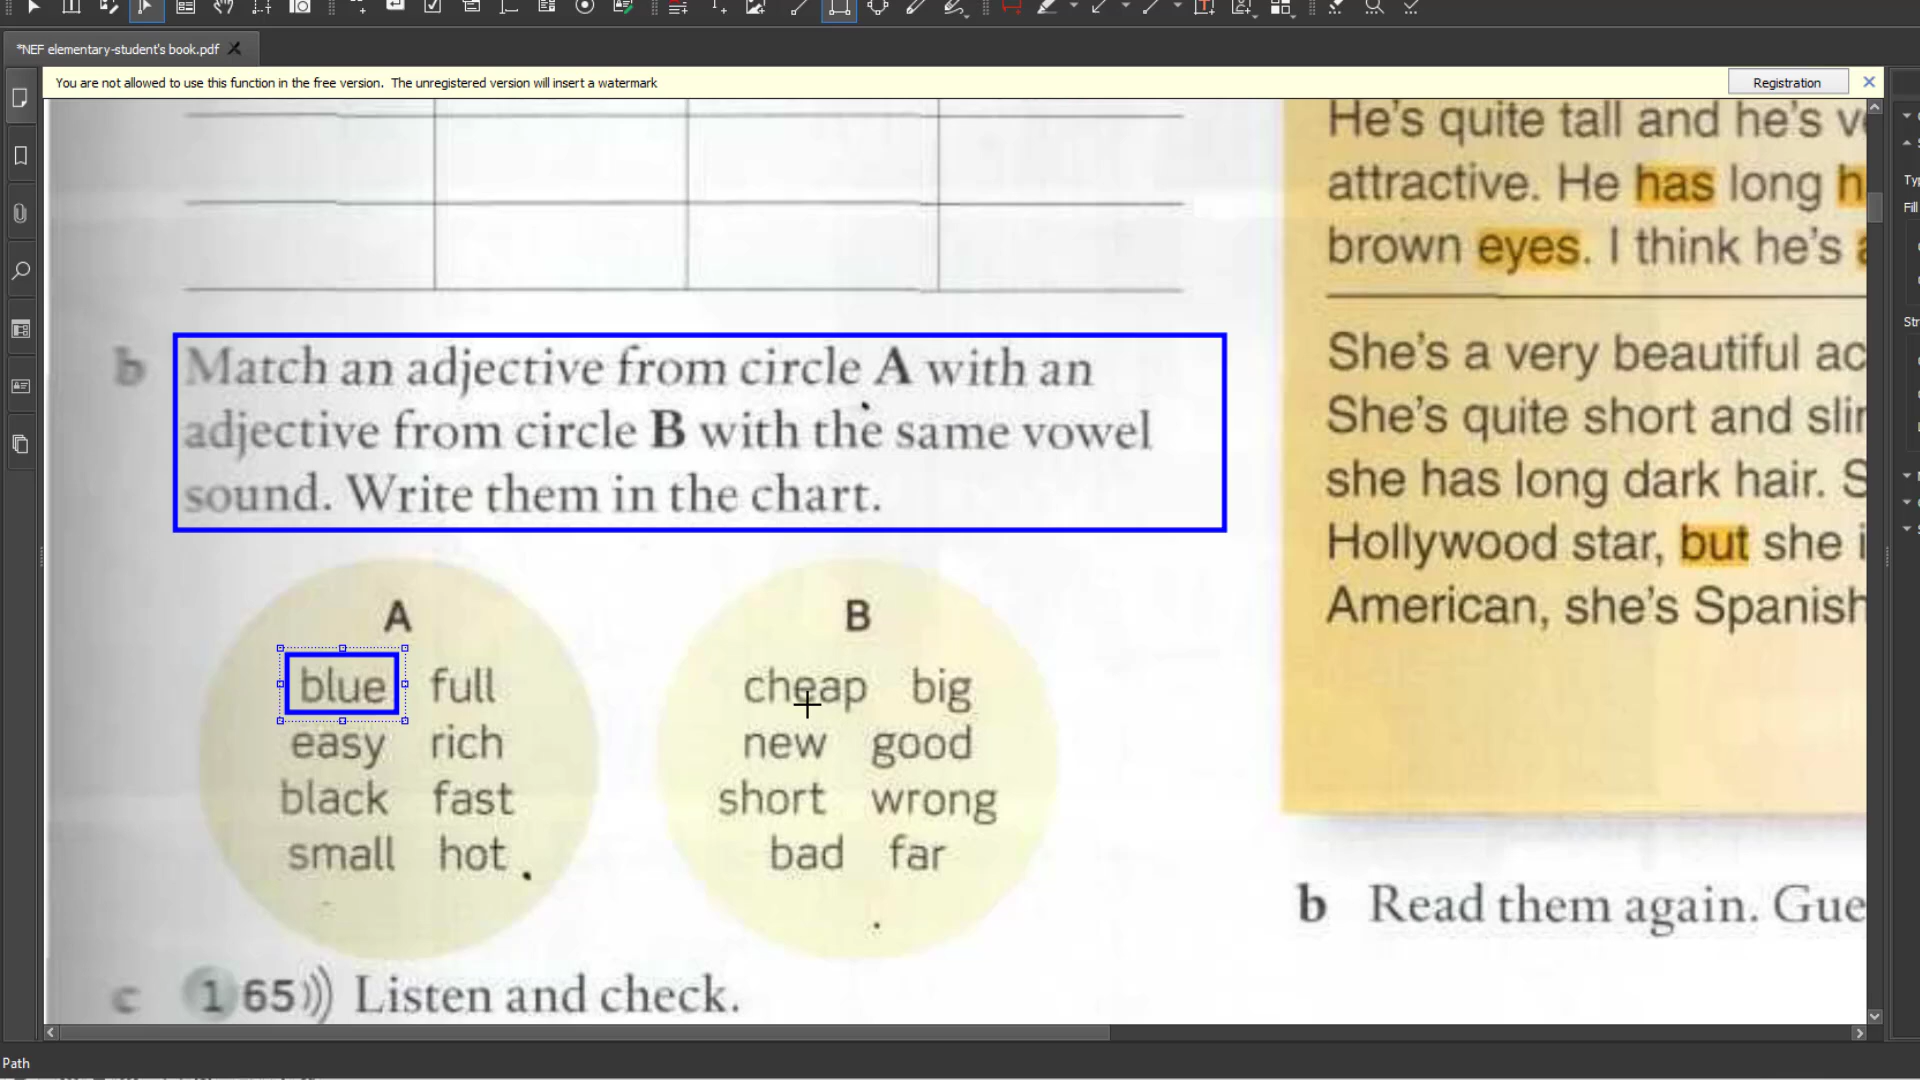 *NEF elementary-student's book.pdf
You are not allowed to use this function in the free version. The unregistered version will insert a watermark
Registration
He's quite tall and he's
attractive. He has long
brown eyes. I think he's
She's a very beautiful
She's quite short and
she has long dark hair.
Hollywood star, but she
American, she's Spanish
b Match an adjective from circle A with an
adjective from circle B with the same vowel
sound. Write them in the chart.
A
blue full
easy rich
black fast
small hot
B
cheap big
new good
short wrong
bad far
b Read them again.
c 1 65))) Listen and check.
Fill
Path